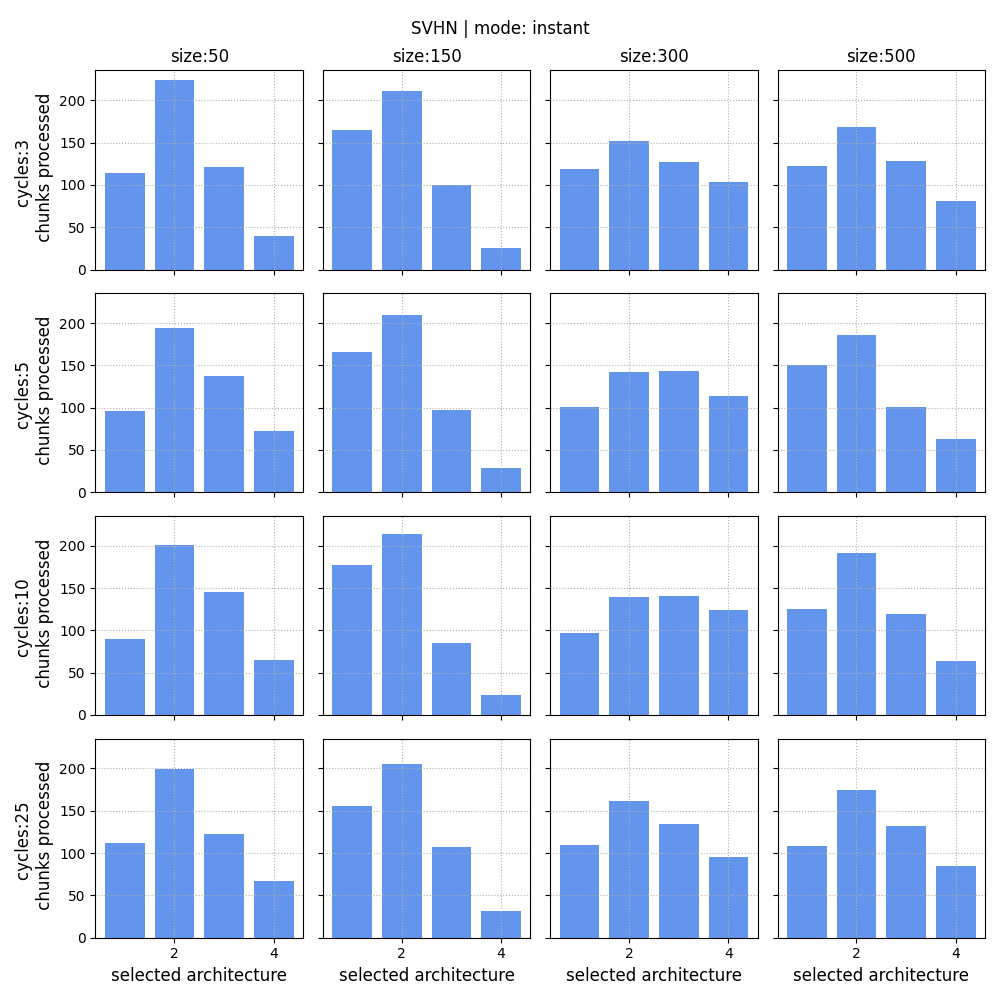 SVHN | mode: instant
size:50 size:150 size:300 size:500
cycles:3
chunks processed
200
150
100
50
0
cycles:5
chunks processed
200
150
100
50
0
cycles:10
chunks processed
200
150
100
50
0
cycles:25
chunks processed
200
150
100
50
0
2 4 2 4 2 4 2 4
selected architecture selected architecture selected architecture selected architecture